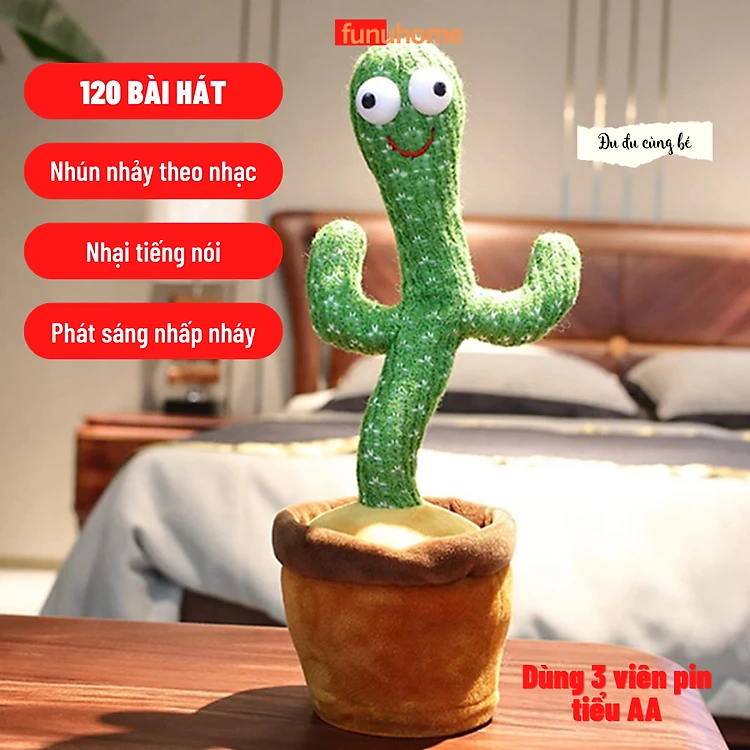 funuhome
120 BÀI HÁT
Đu đu cùng bé
Nhún nhảy theo nhạc
Nhại tiếng nói
Phát sáng nhấp nháy
Dùng 3 viên pin
tiểu AA